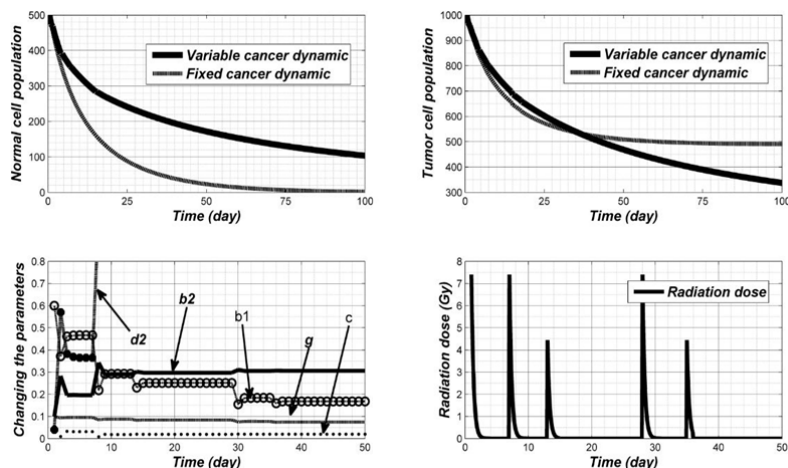 Normal cell population
500
400
300
200
100
0
0 25 50 75 100
Time (day)
Variable cancer dynamic
Fixed cancer dynamic
Tumor cell population
1000
900
800
700
600
500
400
300
0 25 50 75 100
Time (day)
Variable cancer dynamic
Fixed cancer dynamic
Changing the parameters
0.8
0.7
0.6
0.5
0.4
0.3
0.2
0.1
0
0 10 20 30 40 50
Time (day)
d2
b2
b1
g
c
Radiation dose (Gy)
8
7
6
5
4
3
2
1
0
0 10 20 30 40 50
Time (day)
Radiation dose